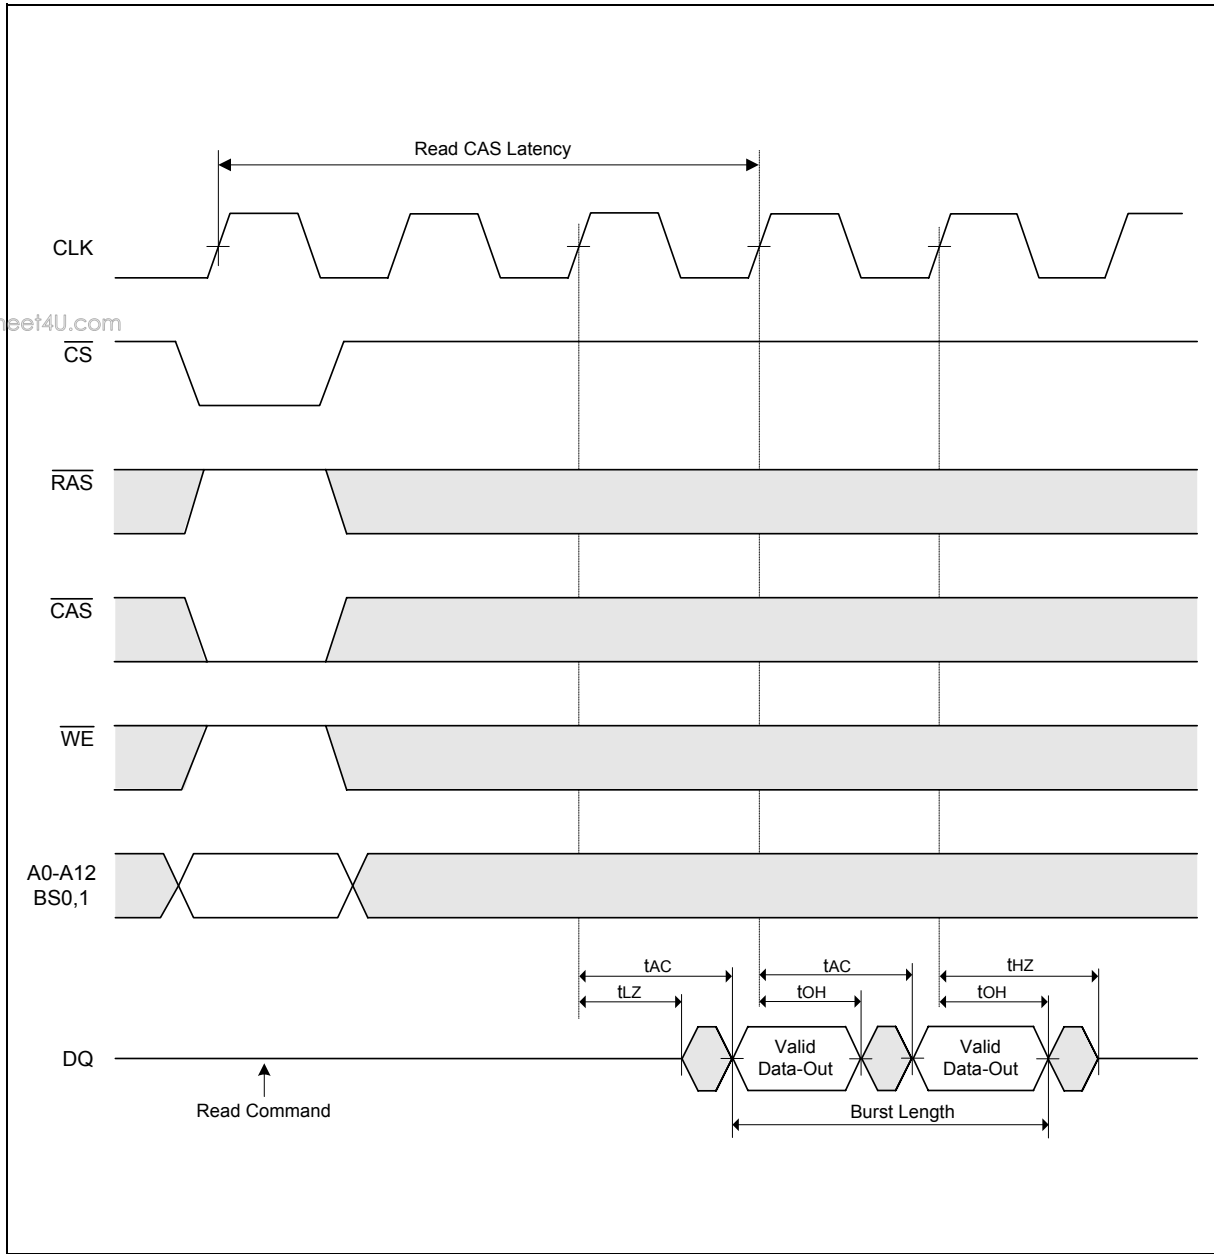 Read CAS Latency
CLK
heet4U.com
CS
RAS
CAS
WE
A0-A12
BS0,1
tAC
tAC
tHZ
tLZ
tOH
tOH
DQ
Valid
Data-Out
Valid
Data-Out
Read Command
Burst Length